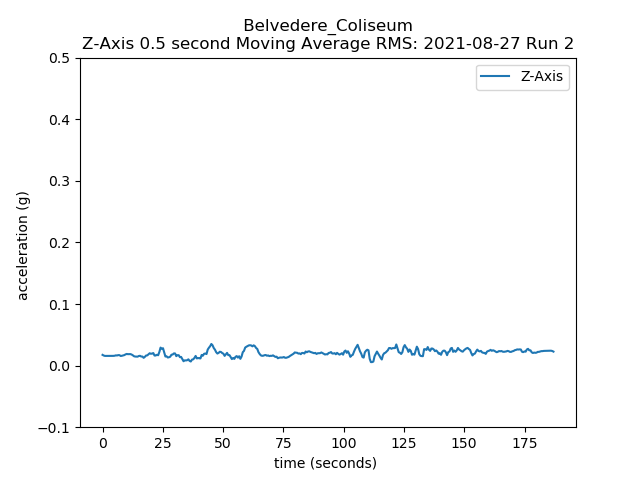 Belvedere_Coliseum
Z-Axis 0.5 second Moving Average RMS: 2021-08-27 Run 2
Z-Axis
0.5
0.4
0.3
0.2
0.1
0.0
−0.1
acceleration (g)
0 25 50 75 100 125 150 175
time (seconds)